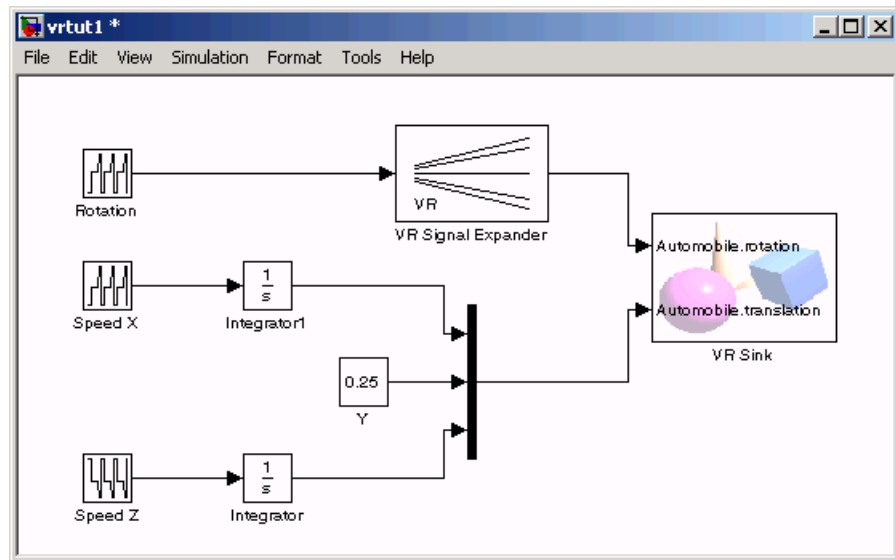 vrtut1 *
File Edit View Simulation Format Tools Help
Rotation
VR
VR Signal Expander
Automobile.rotation
Automobile.translation
VR Sink
Speed X
1
s
Integrator1
0.25
Y
Speed Z
1
s
Integrator